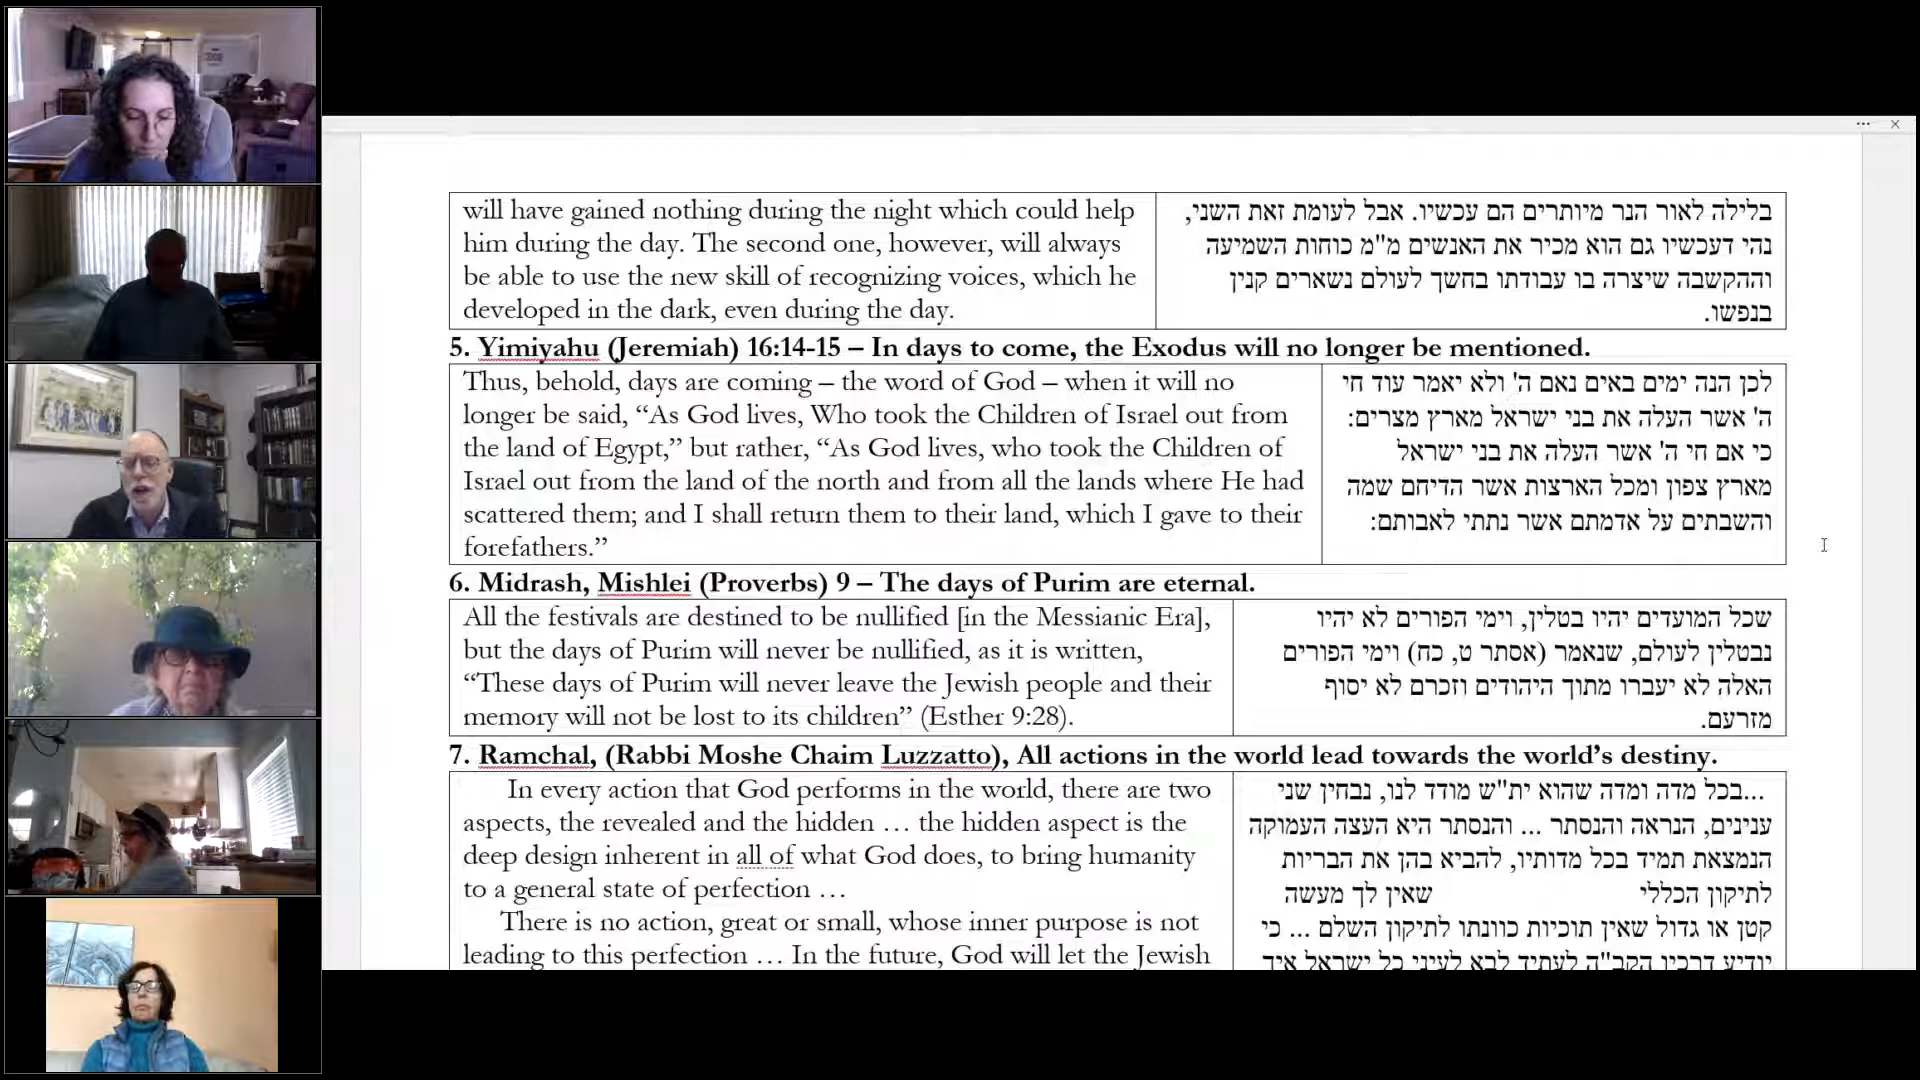 will have gained nothing during the night which could help
him during the day. The second one, however, will always
be able to use the new skill of recognizing voices, which he
developed in the dark, even during the day.
בלילה לאור הנר מיותרים הם עכשיו. אבל לעומת זאת השני,
נהי דעכשיו גם הוא מכיר את האנשים מ"מ כוחות השמיעה
וההקשבה שיצרה בו עבודתו בחשך לעולם נשארים קנין
בנפשו.
5. Yimiyahu (Jeremiah) 16:14-15 – In days to come, the Exodus will no longer be mentioned.
Thus, behold, days are coming – the word of God – when it will no
longer be said, “As God lives, Who took the Children of Israel out from
the land of Egypt,” but rather, “As God lives, who took the Children of
Israel out from the land of the north and from all the lands where He had
scattered them; and I shall return them to their land, which I gave to their
forefathers.”
לכן הנה ימים באים נאם ה' ולא יאמר עוד חי
ה' אשר העלה את בני ישראל מארץ מצרים:
כי אם חי ה' אשר העלה את בני ישראל
מארץ צפון ומכל הארצות אשר הדיחם שמה
והשבתים על אדמתם אשר נתתי לאבותם:
6. Midrash, Mishlei (Proverbs) 9 – The days of Purim are eternal.
All the festivals are destined to be nullified [in the Messianic Era],
but the days of Purim will never be nullified, as it is written,
“These days of Purim will never leave the Jewish people and their
memory will not be lost to its children” (Esther 9:28).
שכל המועדים יהיו בטלין, וימי הפורים לא יהיו
נבטלין לעולם, שנאמר (אסתר ט, כח) וימי הפורים
האלה לא יעברו מתוך היהודים וזכרם לא יסוף
מזרעם.
7. Ramchal, (Rabbi Moshe Chaim Luzzatto), All actions in the world lead towards the world’s destiny.
In every action that God performs in the world, there are two
aspects, the revealed and the hidden … the hidden aspect is the
deep design inherent in all of what God does, to bring humanity
to a general state of perfection …
There is no action, great or small, whose inner purpose is not
leading to this perfection … In the future, God will let the Jewish
...בכל מדה ומדה שהוא ית"ש מודד לנו, נבחין שני
ענינים, הנראה והנסתר ... והנסתר היא העצה העמוקה
הנמצאת תמיד בכל מדותיו, להביא בהן את הבריות
לתיקון הכללי שאין לך מעשה
קטן או גדול שאין תוכיות כוונתו לתיקון השלם ... כי
יודיע דרכיו הקב"ה לעתיד לבא לעיני כל ישראל איך